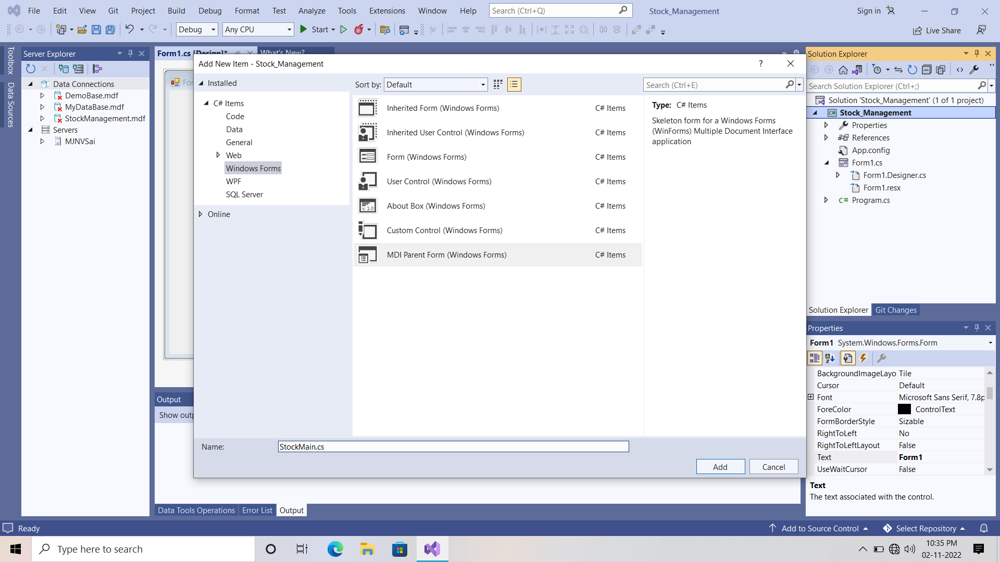 File Edit View Git Project Build Debug Format Test Analyze Tools Extensions Window Help Search (Ctrl+Q) Stock_Management Sign in
Debug Any CPU Start Live Share
Toolbox
Data Sources
Server Explorer
Data Connections
DemoBase.mdf
MyDataBase.mdf
StockManagement.mdf
Servers
MJNVSai
Form1.cs [Design]* What's New?
For
Add New Item - Stock_Management ?
Installed
C# Items
Code
Data
General
Web
Windows Forms
WPF
SQL Server
Online
Sort by: Default
Search (Ctrl+E)
Inherited Form (Windows Forms) C# Items
Inherited User Control (Windows Forms) C# Items
Form (Windows Forms) C# Items
User Control (Windows Forms) C# Items
About Box (Windows Forms) C# Items
v. 1.0
Custom Control (Windows Forms) C# Items
MDI Parent Form (Windows Forms) C# Items
Type: C# Items
Skeleton form for a Windows Forms
(WinForms) Multiple Document Interface
application
Name: StockMain.cs
Add Cancel
Output
Show outp
Data Tools Operations Error List Output
Solution Explorer
Search Solution Explorer (Ctrl+;)
Solution 'Stock_Management' (1 of 1 project)
C# Stock_Management
Properties
References
App.config
Form1.cs
Form1.Designer.cs
Form1.resx
C# Program.cs
Solution Explorer Git Changes
Properties
Form1 System.Windows.Forms.Form
BackgroundImageLayo Tile
Cursor Default
Font Microsoft Sans Serif, 7.8p
ForeColor ControlText
FormBorderStyle Sizable
RightToLeft No
RightToLeftLayout False
Text Form1
UseWaitCursor False
Text
The text associated with the control.
Ready Add to Source Control Select Repository
Type here to search
10:35 PM
02-11-2022